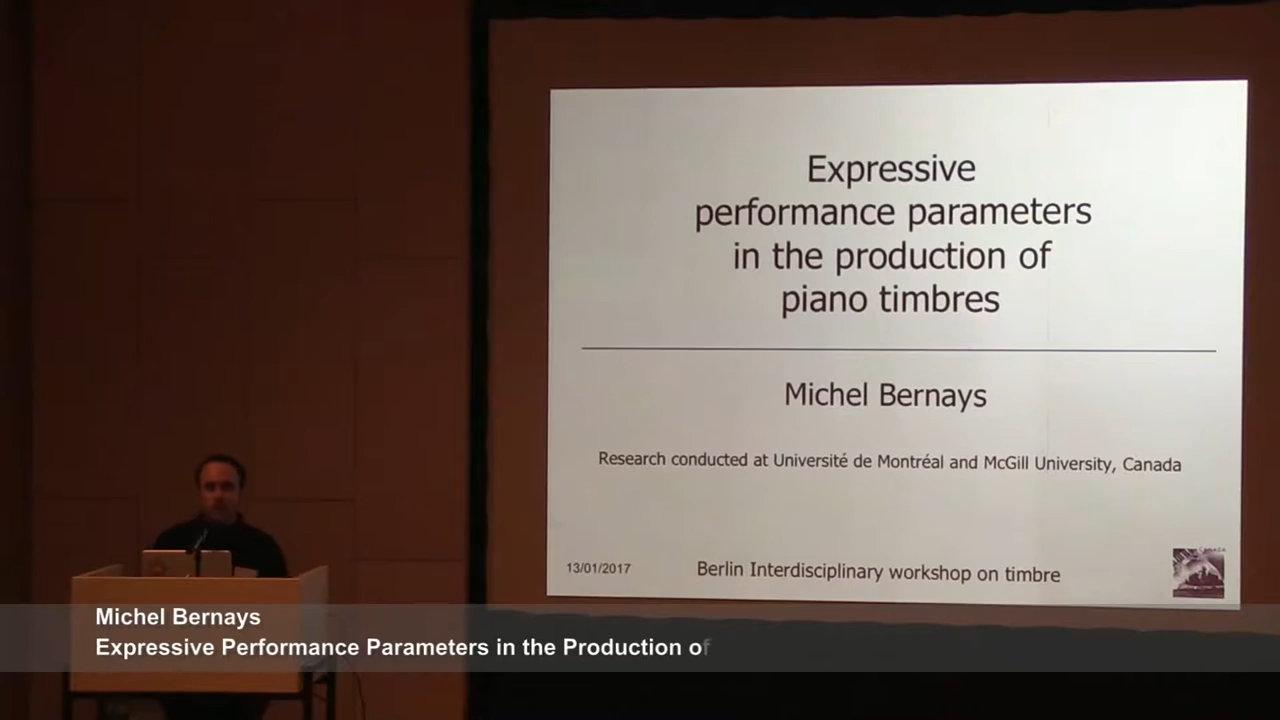 Expressive
performance parameters
in the production of
piano timbres
Michel Bernays
Research conducted at Université de Montréal and McGill University, Canada
13/01/2017
Berlin Interdisciplinary workshop on timbre
Michel Bernays
Expressive Performance Parameters in the Production of